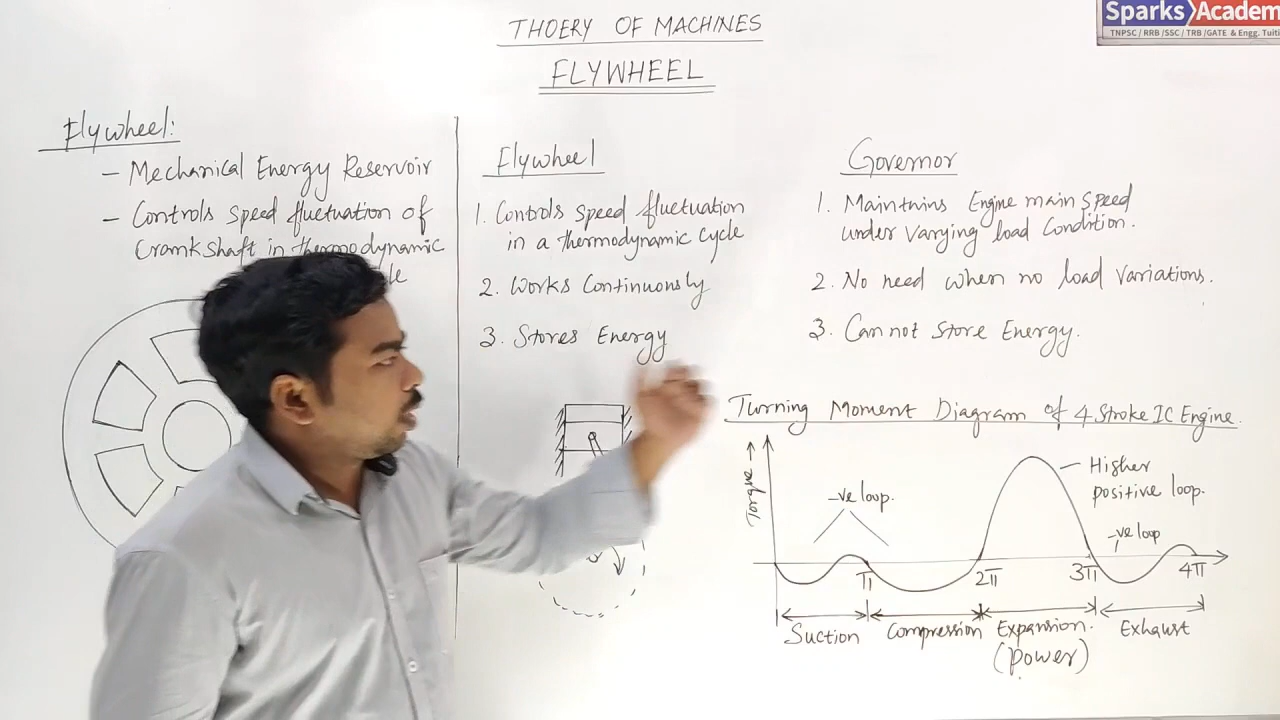 THOERY OF MACHINES
FLYWHEEL
Sparks Academ
TNPSC / RRB / SSC / TRB / GATE & Engg. Tuiti
Flywheel:
- Mechanical Energy Reservoir
- Controls speed fluctuation of
Crankshaft in thermodynamic
Flywheel
1. Controls speed fluctuation
in a thermodynamic cycle
2. Works Continuously
3. Stores Energy
Governor
1. Maintnins Engine main speed
under varying load Condition.
2. No need when no load variations.
3. Can not store Energy.
Turning Moment Diagram of 4 Stroke IC Engine.
Torque →
-ve loop.
Higher
positive loop.
-ve loop
π 2π 3π 4π
Suction Compression Expansion. Exhaust
(power)